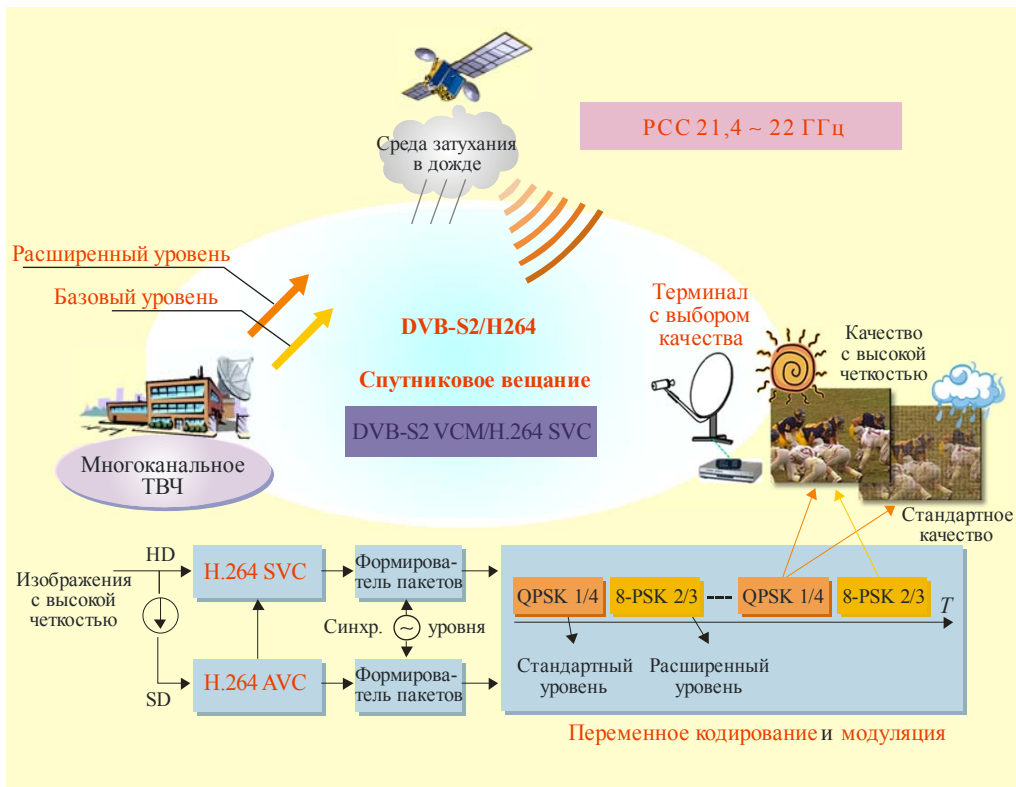 РСС 21,4 ~ 22 ГГц
Среда затухания
в дожде
Расширенный уровень
Базовый уровень
DVB-S2/H264
Спутниковое вещание
DVB-S2 VCM/H.264 SVC
Терминал
с выбором
качества
Качество
с высокой
четкостью
Многоканальное
ТВЧ
Стандартное
качество
Изображения
с высокой
четкостью
HD
SD
H.264 SVC
H.264 AVC
Формирова-
тель пакетов
Синхр. ~ уровня
Формирова-
тель пакетов
QPSK 1/4 8-PSK 2/3 --- QPSK 1/4 8-PSK 2/3 T
Стандартный
уровень
Расширенный
уровень
Переменное кодирование и модуляция